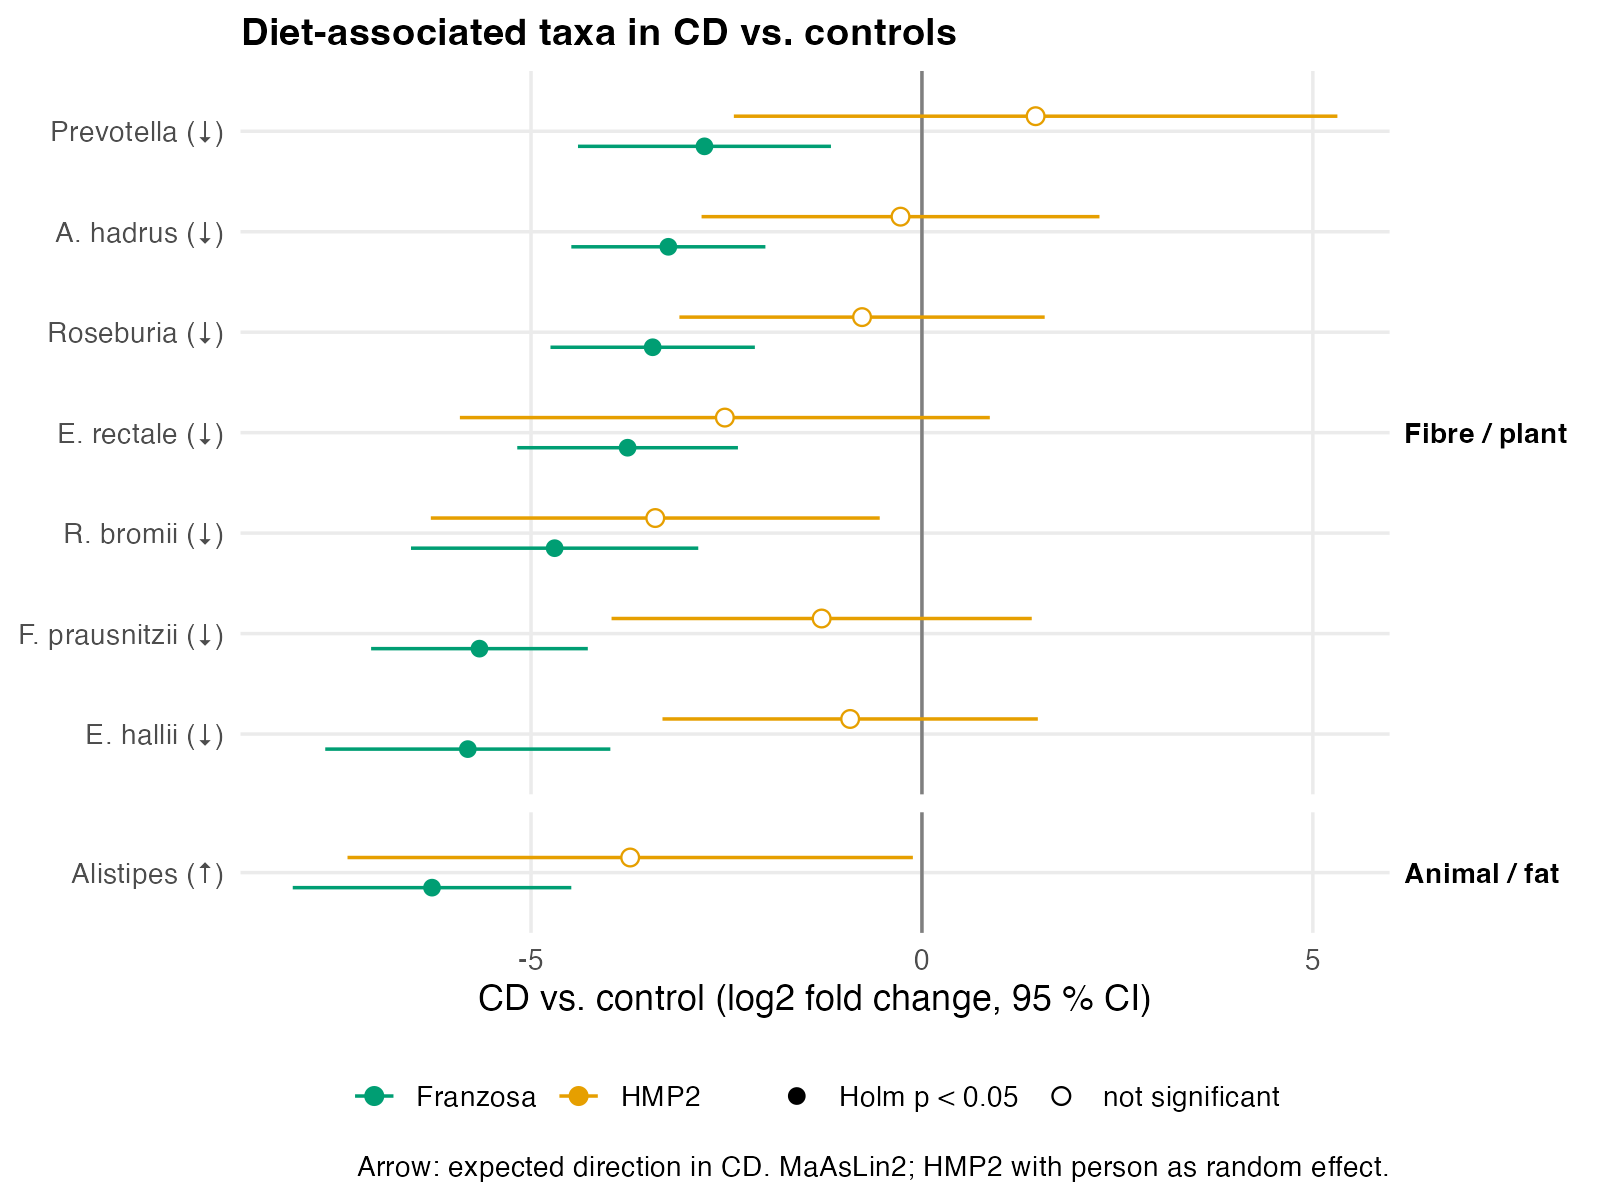 Diet-associated taxa in CD vs. controls
Prevotella (↓)
A. hadrus (↓)
Roseburia (↓)
E. rectale (↓)
R. bromii (↓)
F. prausnitzii (↓)
E. hallii (↓)
Fibre / plant
Alistipes (↑)
Animal / fat
-5 0 5
CD vs. control (log2 fold change, 95 % CI)
Franzosa HMP2 Holm p < 0.05 not significant
Arrow: expected direction in CD. MaAsLin2; HMP2 with person as random effect.